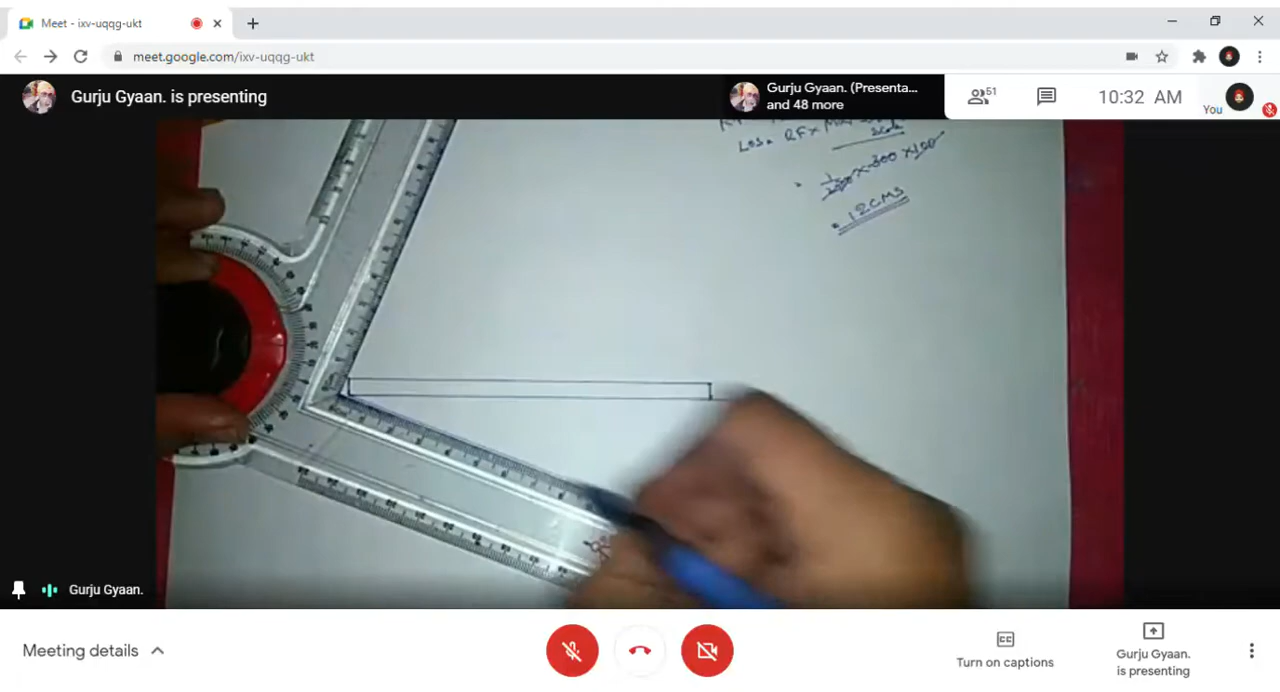 Meet - ixv-uqqg-ukt
meet.google.com/ixv-uqqg-ukt
Gurju Gyaan. is presenting
Gurju Gyaan. (Presenta...
and 48 more
51
10:32 AM
You
LOS = RF x
scale
x 300 x 100
= 12 CMS
Gurju Gyaan.
Meeting details
Turn on captions
Gurju Gyaan.
is presenting